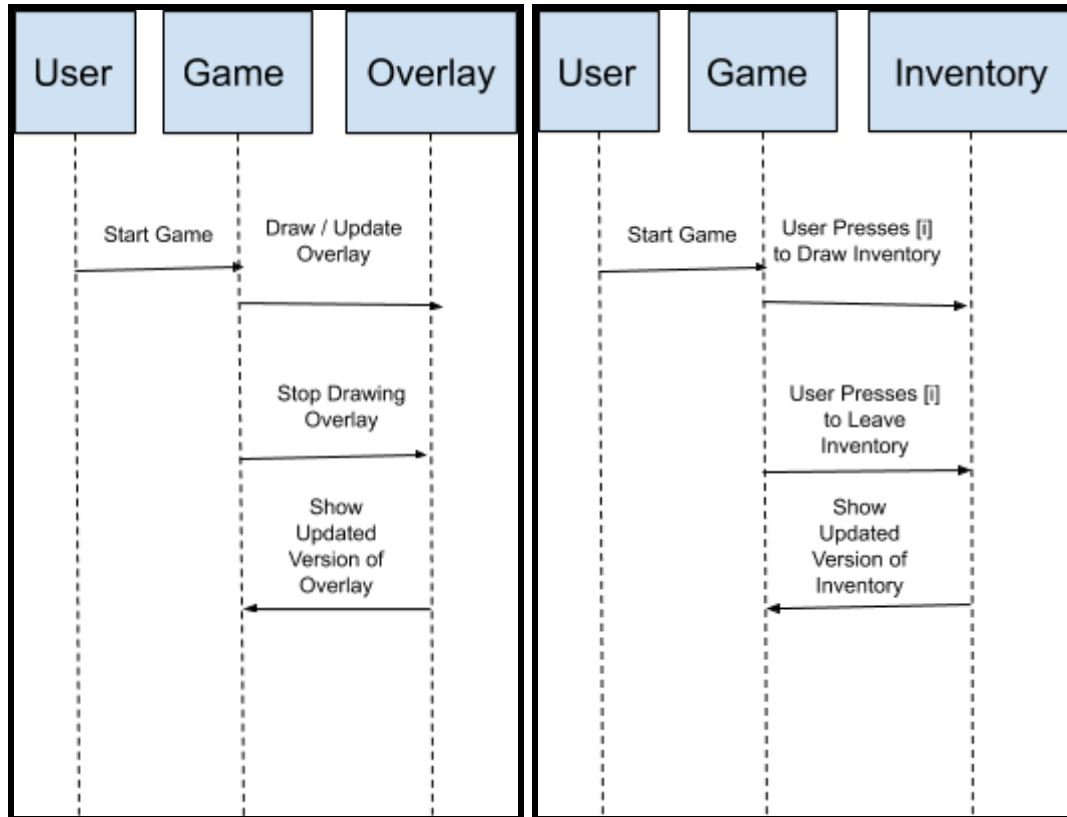 User
Game
Overlay
Start Game
Draw / Update
Overlay
Stop Drawing
Overlay
Show
Updated
Version of
Overlay
User
Game
Inventory
Start Game
User Presses [i]
to Draw Inventory
User Presses [i]
to Leave
Inventory
Show
Updated
Version of
Inventory